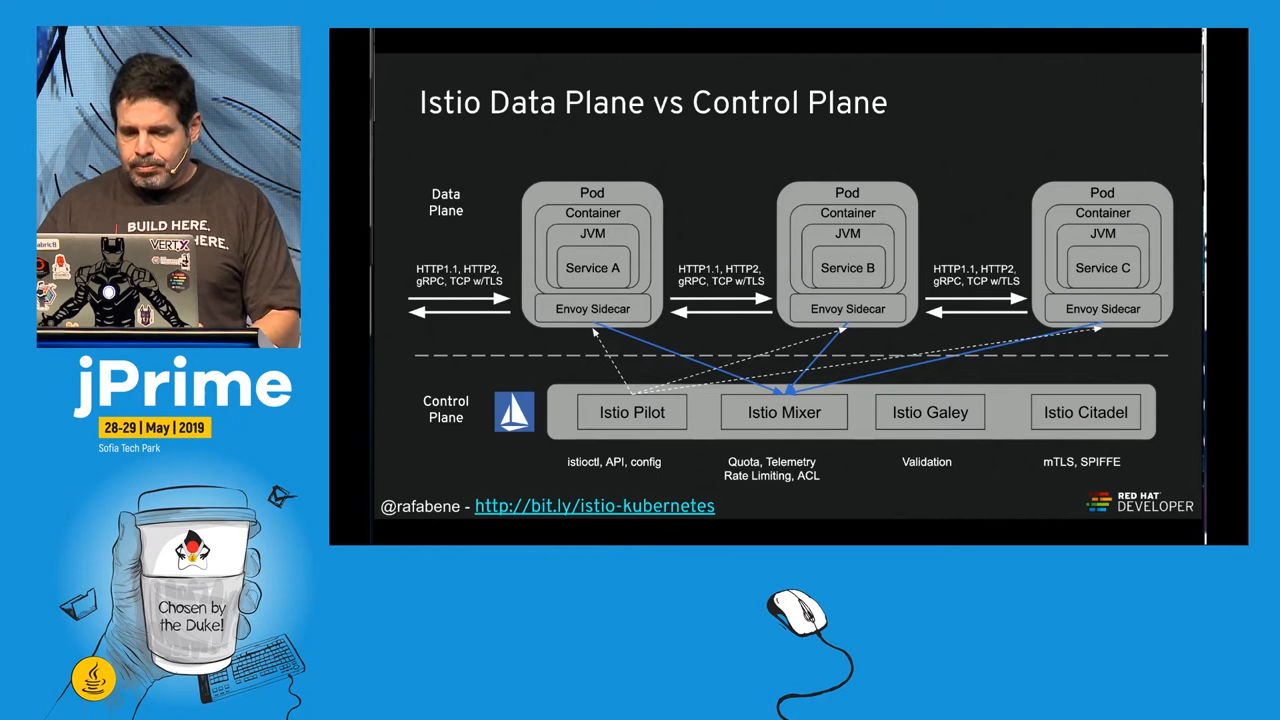 Istio Data Plane vs Control Plane
Data
Plane
HTTP1.1, HTTP2,
gRPC, TCP w/TLS
Pod
Container
JVM
Service A
Envoy Sidecar
HTTP1.1, HTTP2,
gRPC, TCP w/TLS
Pod
Container
JVM
Service B
Envoy Sidecar
HTTP1.1, HTTP2,
gRPC, TCP w/TLS
Pod
Container
JVM
Service C
Envoy Sidecar
Control
Plane
Istio Pilot
Istio Mixer
Istio Galey
Istio Citadel
istioctl, API, config
Quota, Telemetry
Rate Limiting, ACL
Validation
mTLS, SPIFFE
@rafabene - http://bit.ly/istio-kubernetes
RED HAT
DEVELOPER
BUILD HERE.
HERE.
VERT.X
jPrime
28-29 | May | 2019
Sofia Tech Park
Chosen by
the Duke!